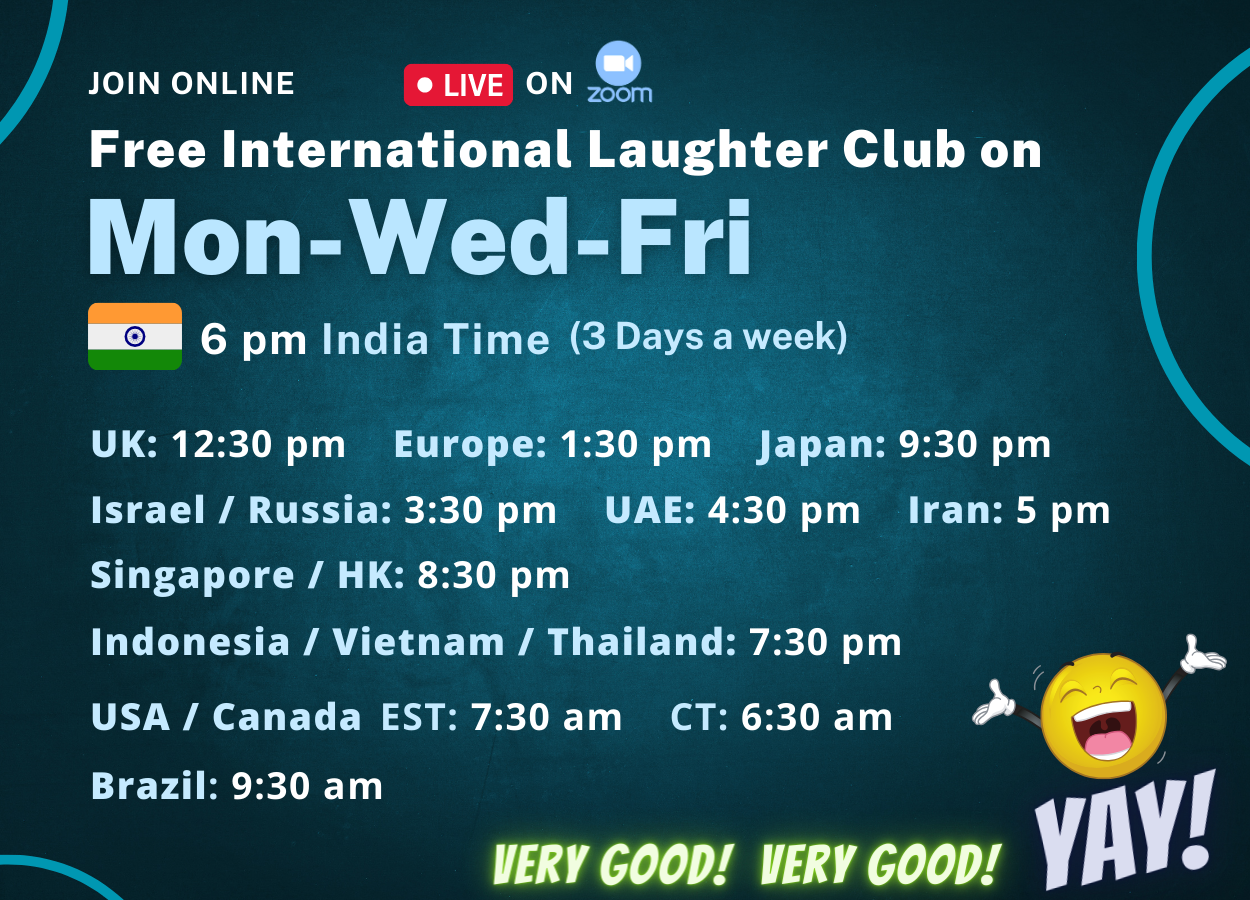 JOIN ONLINE LIVE ON zoom
Free International Laughter Club on
Mon-Wed-Fri
6 pm India Time (3 Days a week)
UK: 12:30 pm Europe: 1:30 pm Japan: 9:30 pm
Israel / Russia: 3:30 pm UAE: 4:30 pm Iran: 5 pm
Singapore / HK: 8:30 pm
Indonesia / Vietnam / Thailand: 7:30 pm
USA / Canada EST: 7:30 am CT: 6:30 am
Brazil: 9:30 am
VERY GOOD! VERY GOOD! YAY!